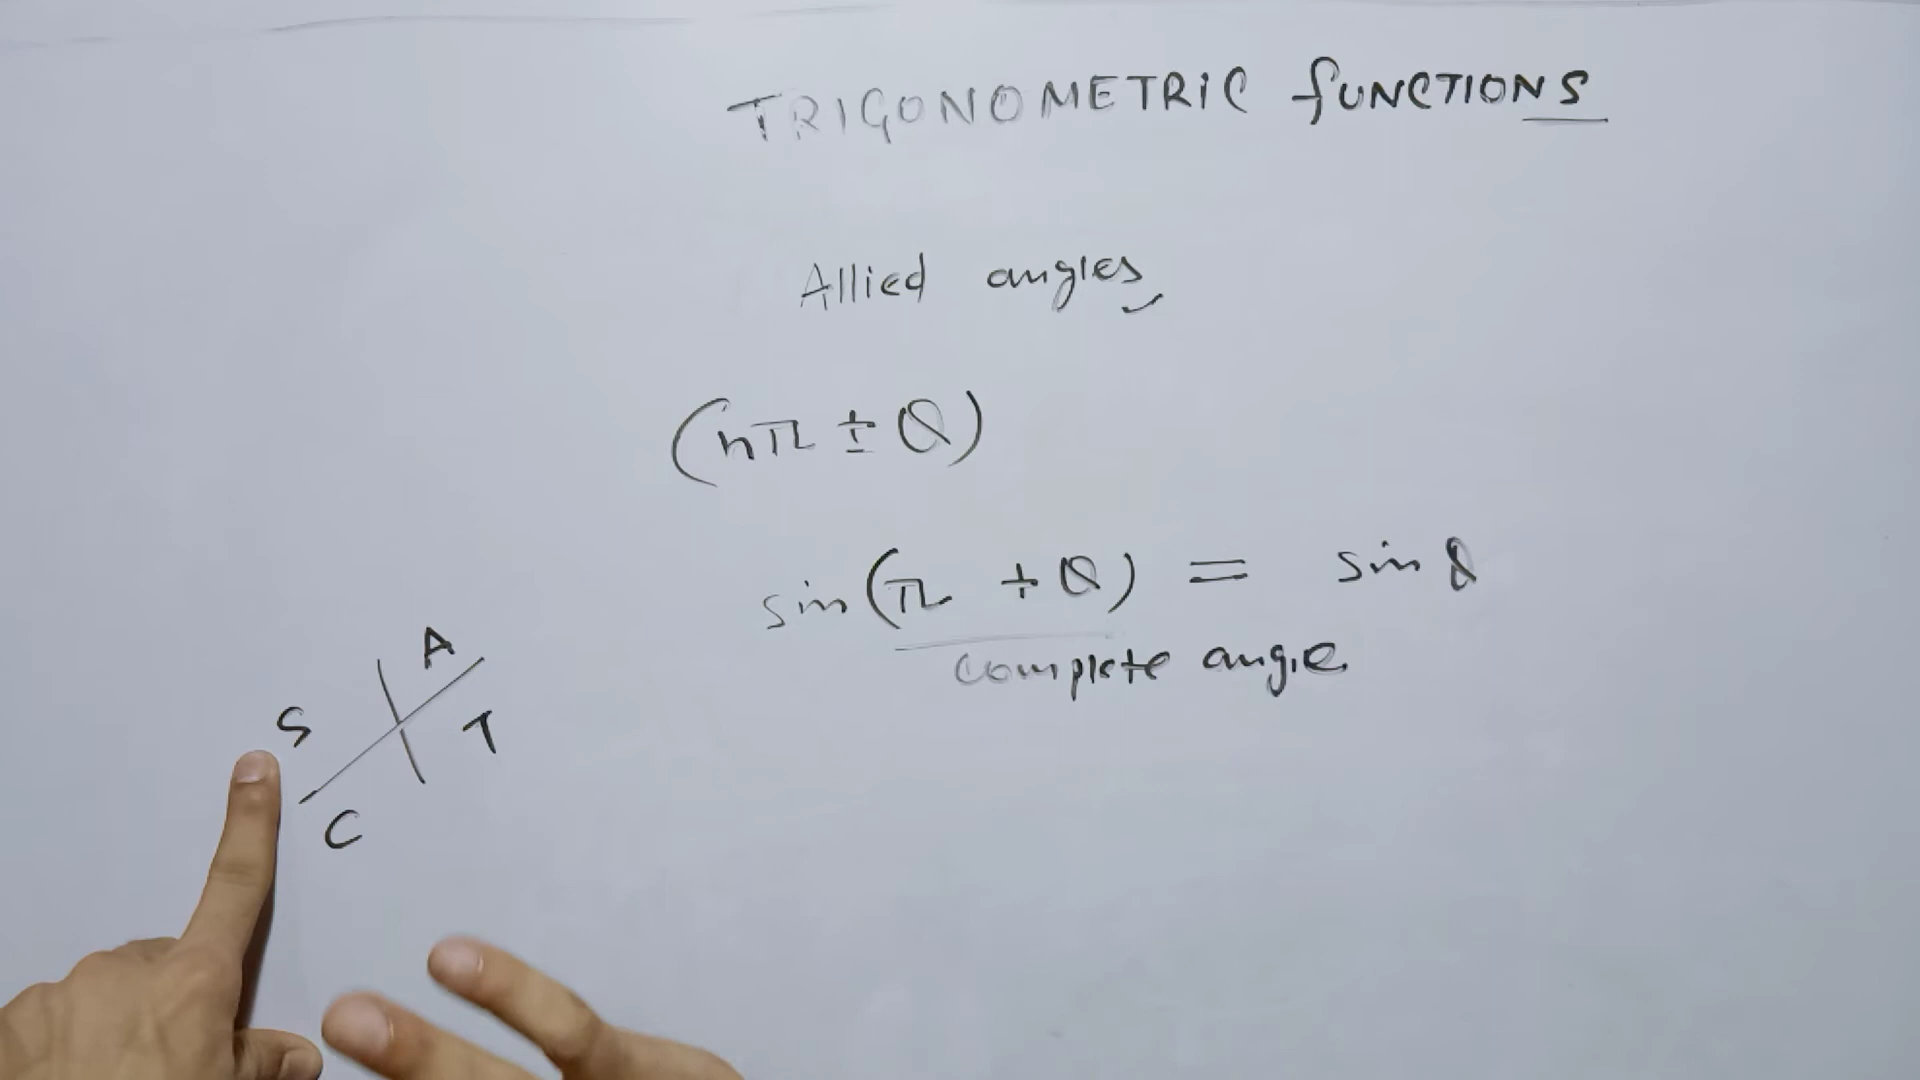 TRIGONOMETRIC fUNCTIONS
Allied angles
(nπ ± θ)
sin(π + θ) = sin θ
complete angle
A
S
T
C